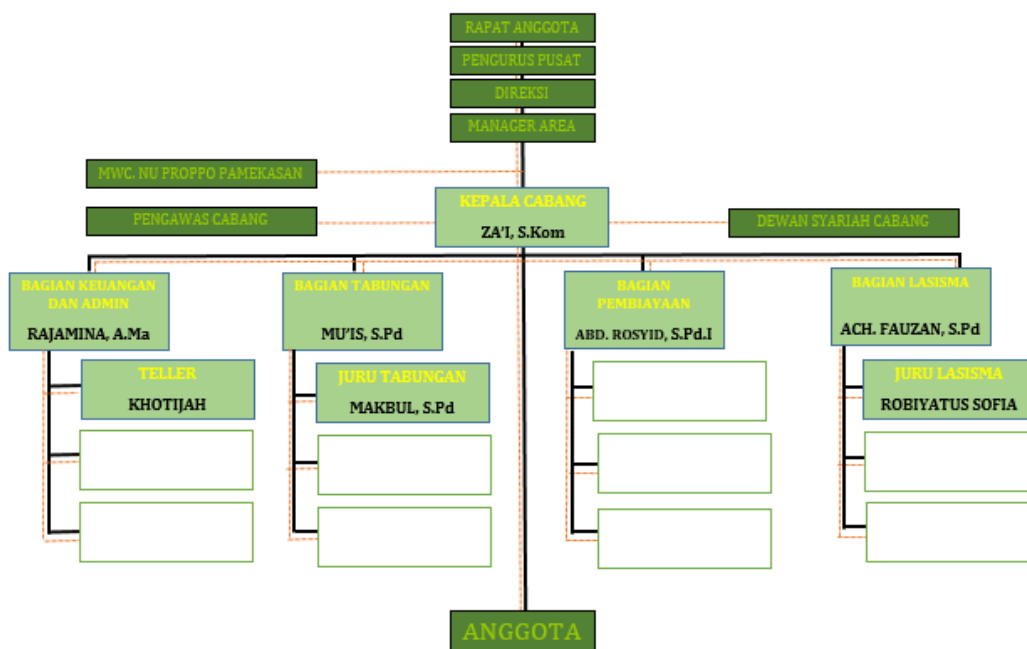 RAPAT ANGGOTA
PENGURUS PUSAT
DIREKSI
MANAGER AREA
MWC. NU PROPPO PAMEKASAN
KEPALA CABANG
ZA'I, S.Kom
PENGAWAS CABANG
DEWAN SYARIAH CABANG
BAGIAN KEUANGAN
DAN ADMIN
RAJAMINA, A.Ma
BAGIAN TABUNGAN
MU'IS, S.Pd
BAGIAN
PEMBIAYAAN
ABD. ROSYID, S.Pd.I
BAGIAN LASISMA
ACH. FAUZAN, S.Pd
TELLER
KHOTIJAH
JURU TABUNGAN
MAKBUL, S.Pd
JURU LASISMA
ROBIYATUS SOFIA
ANGGOTA